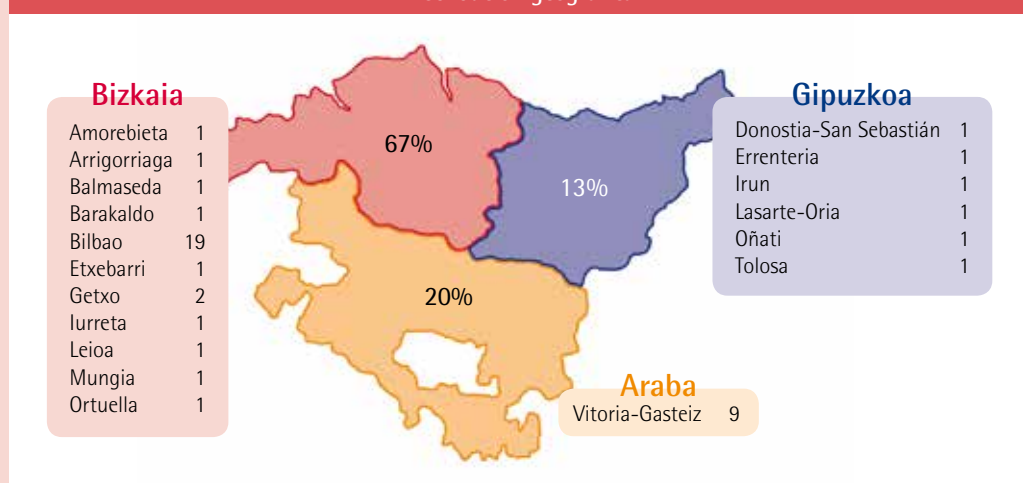 Bizkaia
Amorebieta 1
Arrigorriaga 1
Balmaseda 1
Barakaldo 1
Bilbao 19
Etxebarri 1
Getxo 2
Iurreta 1
Leioa 1
Mungia 1
Ortuella 1
67%
13%
20%
Gipuzkoa
Donostia-San Sebastián 1
Errenteria 1
Irun 1
Lasarte-Oria 1
Oñati 1
Tolosa 1
Araba
Vitoria-Gasteiz 9